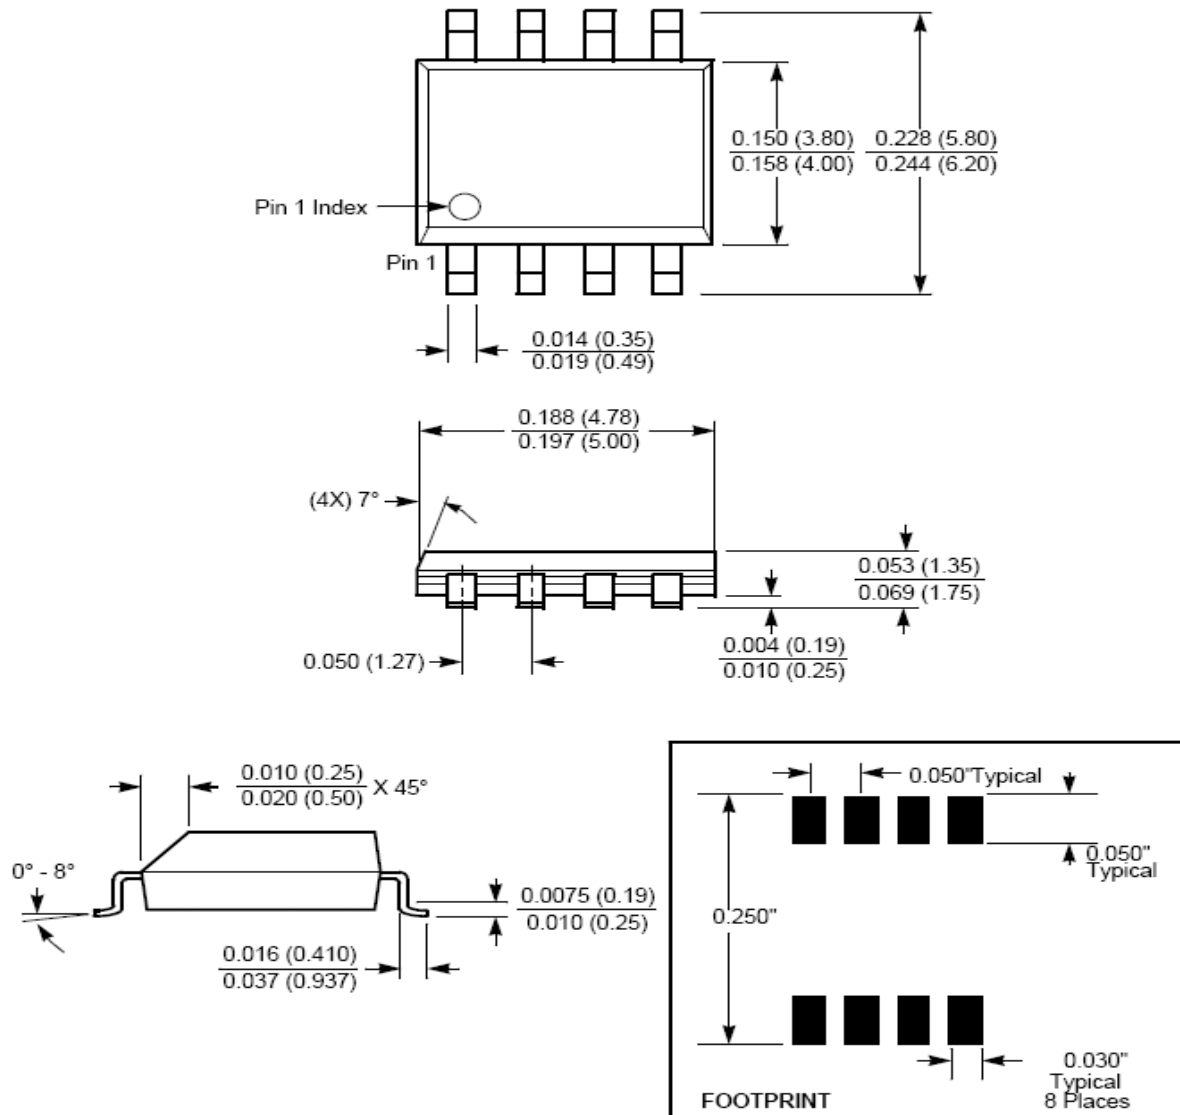 0.150 (3.80) 0.228 (5.80)
0.158 (4.00) 0.244 (6.20)
Pin 1 Index
Pin 1
0.014 (0.35)
0.019 (0.49)
0.188 (4.78)
0.197 (5.00)
(4X) 7°
0.053 (1.35)
0.069 (1.75)
0.050 (1.27)
0.004 (0.19)
0.010 (0.25)
0.010 (0.25)
0.020 (0.50)
X 45°
0° - 8°
0.0075 (0.19)
0.010 (0.25)
0.016 (0.410)
0.037 (0.937)
0.050"Typical
0.050"
Typical
0.250"
0.030"
Typical
8 Places
FOOTPRINT